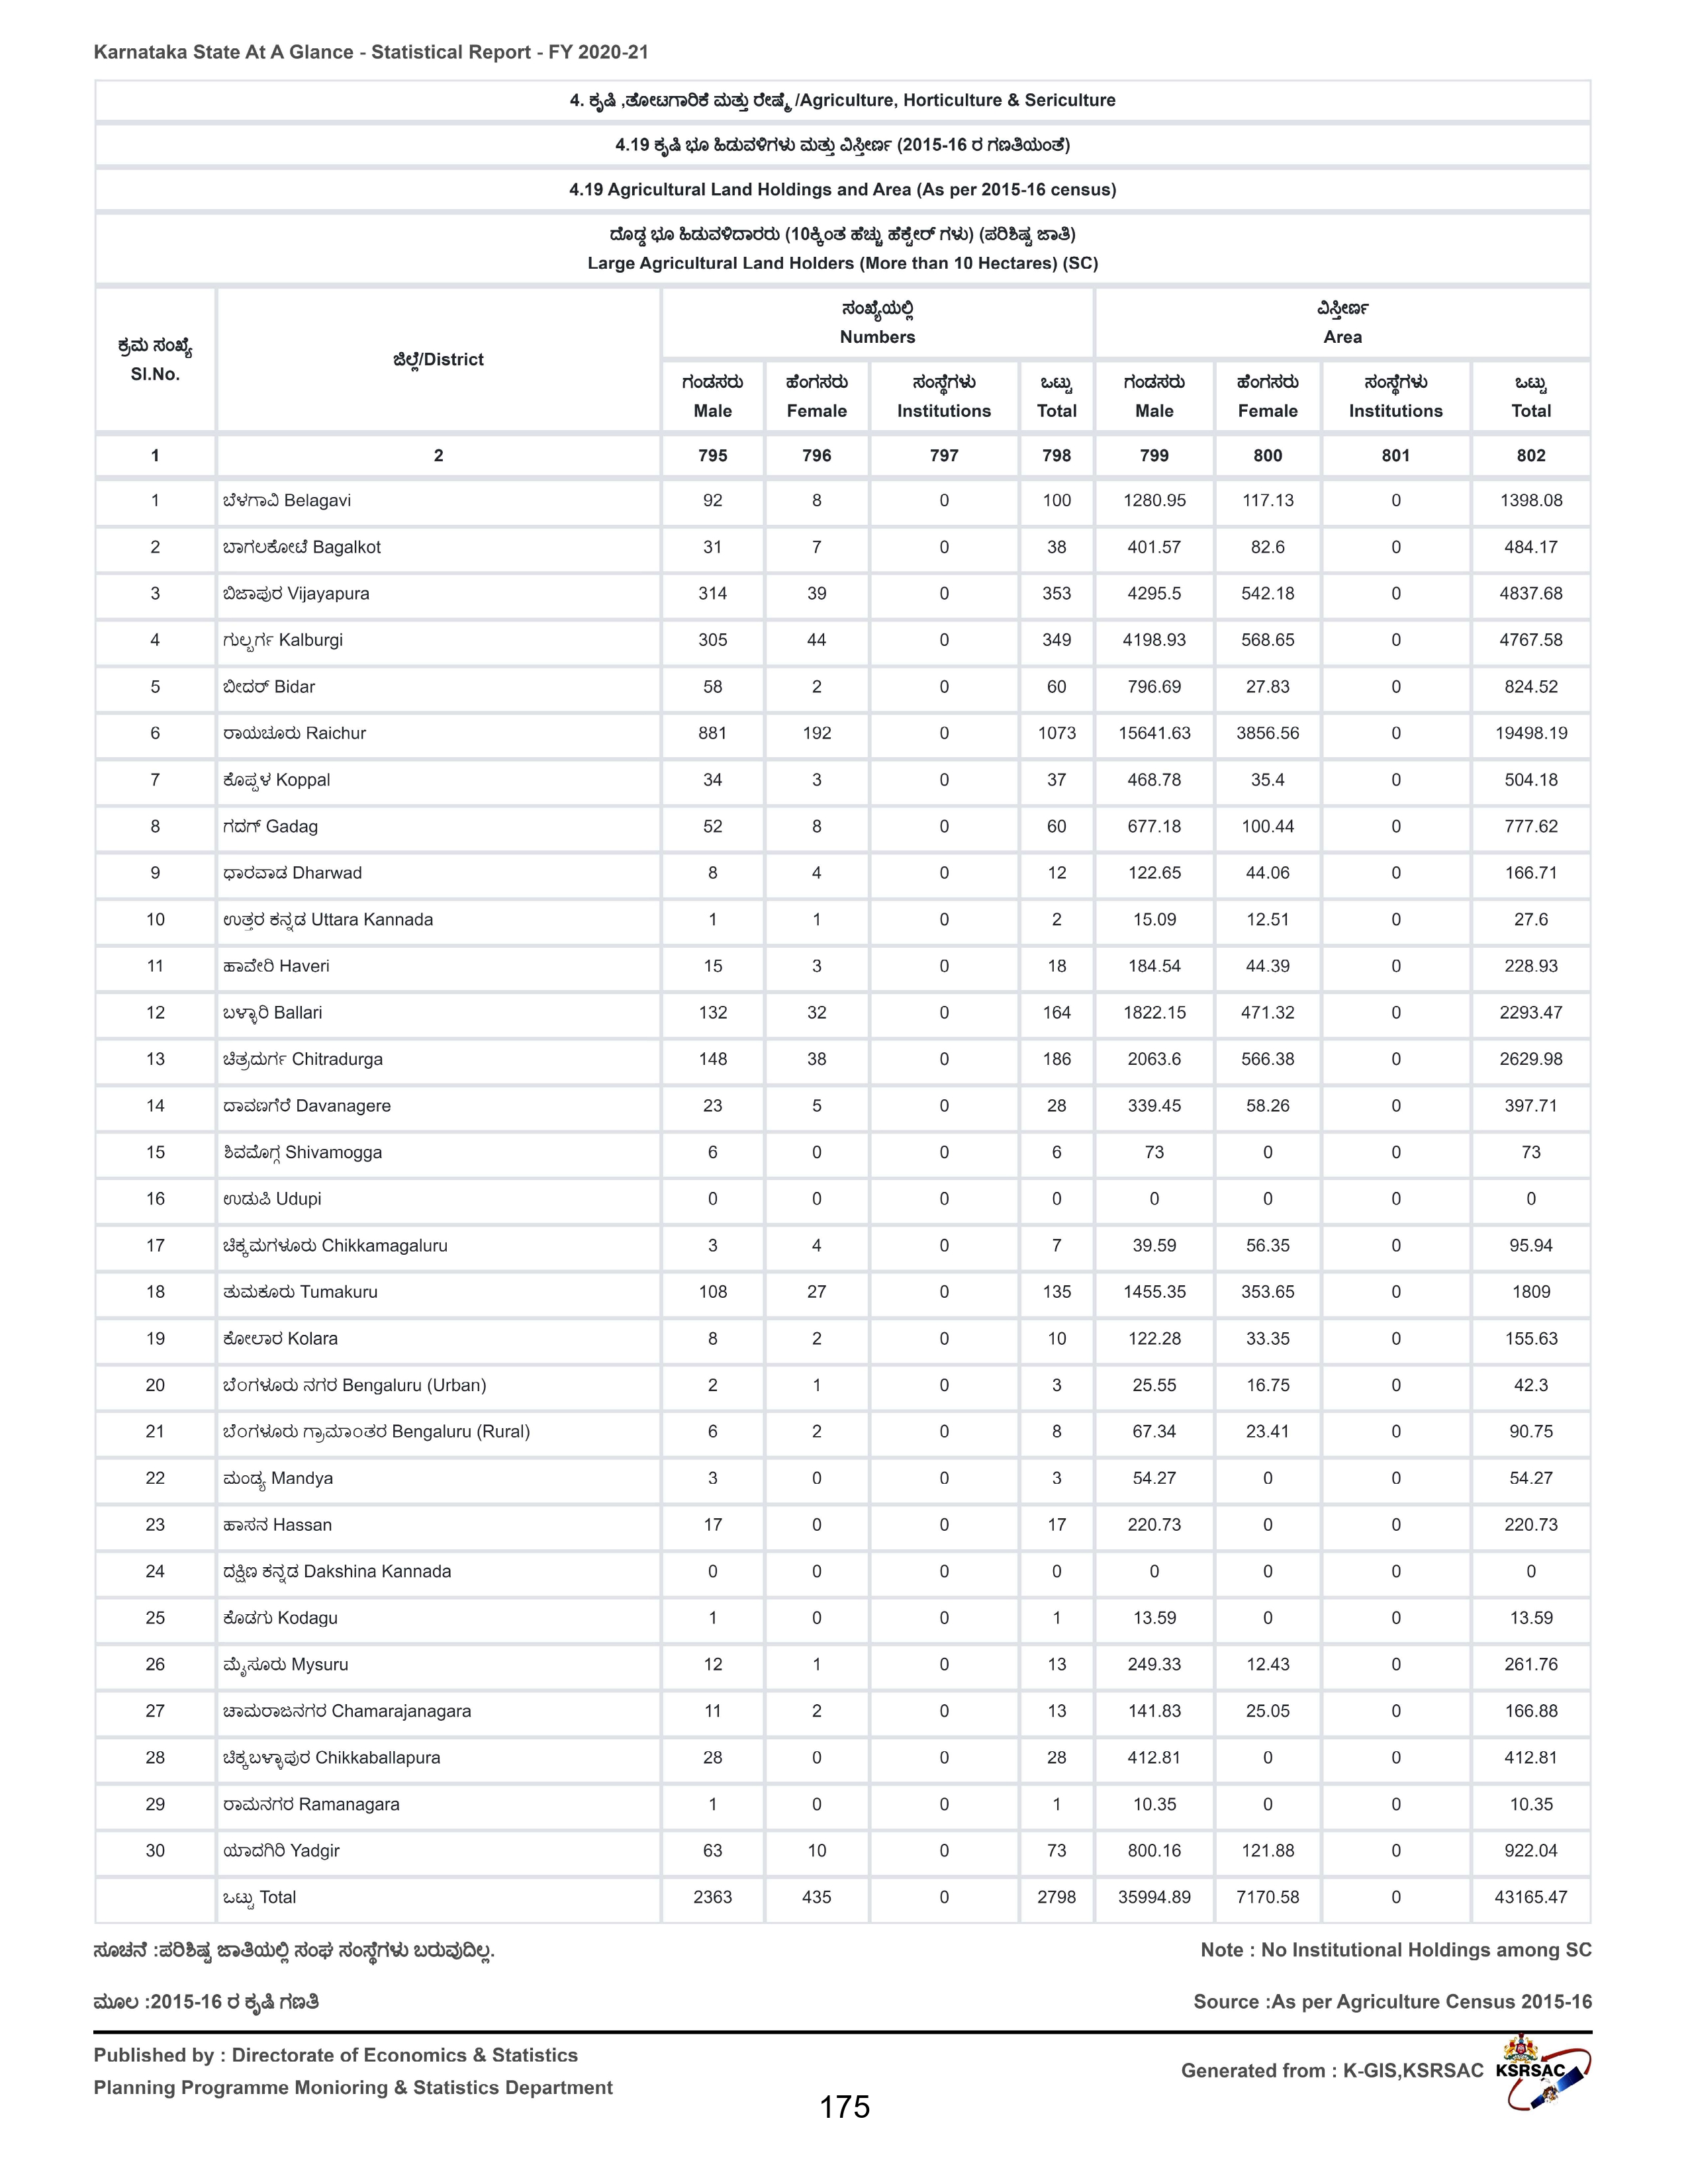 Karnataka State At A Glance - Statistical Report - FY 2020-21
4. ಕೃಷಿ ,ತೋಟಗಾರಿಕೆ ಮತ್ತು ರೇಷ್ಮೆ /Agriculture, Horticulture & Sericulture
4.19 ಕೃಷಿ ಭೂ ಹಿಡುವಳಿಗಳು ಮತ್ತು ವಿಸ್ತೀರ್ಣ (2015-16 ರ ಗಣತಿಯಂತೆ)
4.19 Agricultural Land Holdings and Area (As per 2015-16 census)
ದೊಡ್ಡ ಭೂ ಹಿಡುವಳಿದಾರರು (10ಕ್ಕಿಂತ ಹೆಚ್ಚು ಹೆಕ್ಟೇರ್ ಗಳು) (ಪರಿಶಿಷ್ಟ ಜಾತಿ)
Large Agricultural Land Holders (More than 10 Hectares) (SC)
ಕ್ರಮ ಸಂಖ್ಯೆ Sl.No. ಜಿಲ್ಲೆ/District ಸಂಖ್ಯೆಯಲ್ಲಿ Numbers ವಿಸ್ತೀರ್ಣ Area
ಗಂಡಸರು ಹೆಂಗಸರು ಸಂಸ್ಥೆಗಳು ಒಟ್ಟು ಗಂಡಸರು ಹೆಂಗಸರು ಸಂಸ್ಥೆಗಳು ಒಟ್ಟು
Male Female Institutions Total Male Female Institutions Total
1 2 795 796 797 798 799 800 801 802
1 ಬೆಳಗಾವಿ Belagavi 92 8 0 100 1280.95 117.13 0 1398.08
2 ಬಾಗಲಕೋಟೆ Bagalkot 31 7 0 38 401.57 82.6 0 484.17
3 ಬಿಜಾಪುರ Vijayapura 314 39 0 353 4295.5 542.18 0 4837.68
4 ಗುಲ್ಬರ್ಗ Kalburgi 305 44 0 349 4198.93 568.65 0 4767.58
5 ಬೀದರ್ Bidar 58 2 0 60 796.69 27.83 0 824.52
6 ರಾಯಚೂರು Raichur 881 192 0 1073 15641.63 3856.56 0 19498.19
7 ಕೊಪ್ಪಳ Koppal 34 3 0 37 468.78 35.4 0 504.18
8 ಗದಗ್ Gadag 52 8 0 60 677.18 100.44 0 777.62
9 ಧಾರವಾಡ Dharwad 8 4 0 12 122.65 44.06 0 166.71
10 ಉತ್ತರ ಕನ್ನಡ Uttara Kannada 1 1 0 2 15.09 12.51 0 27.6
11 ಹಾವೇರಿ Haveri 15 3 0 18 184.54 44.39 0 228.93
12 ಬಳ್ಳಾರಿ Ballari 132 32 0 164 1822.15 471.32 0 2293.47
13 ಚಿತ್ರದುರ್ಗ Chitradurga 148 38 0 186 2063.6 566.38 0 2629.98
14 ದಾವಣಗೆರೆ Davanagere 23 5 0 28 339.45 58.26 0 397.71
15 ಶಿವಮೊಗ್ಗ Shivamogga 6 0 0 6 73 0 0 73
16 ಉಡುಪಿ Udupi 0 0 0 0 0 0 0 0
17 ಚಿಕ್ಕಮಗಳೂರು Chikkamagaluru 3 4 0 7 39.59 56.35 0 95.94
18 ತುಮಕೂರು Tumakuru 108 27 0 135 1455.35 353.65 0 1809
19 ಕೋಲಾರ Kolara 8 2 0 10 122.28 33.35 0 155.63
20 ಬೆಂಗಳೂರು ನಗರ Bengaluru (Urban) 2 1 0 3 25.55 16.75 0 42.3
21 ಬೆಂಗಳೂರು ಗ್ರಾಮಾಂತರ Bengaluru (Rural) 6 2 0 8 67.34 23.41 0 90.75
22 ಮಂಡ್ಯ Mandya 3 0 0 3 54.27 0 0 54.27
23 ಹಾಸನ Hassan 17 0 0 17 220.73 0 0 220.73
24 ದಕ್ಷಿಣ ಕನ್ನಡ Dakshina Kannada 0 0 0 0 0 0 0 0
25 ಕೊಡಗು Kodagu 1 0 0 1 13.59 0 0 13.59
26 ಮೈಸೂರು Mysuru 12 1 0 13 249.33 12.43 0 261.76
27 ಚಾಮರಾಜನಗರ Chamarajanagara 11 2 0 13 141.83 25.05 0 166.88
28 ಚಿಕ್ಕಬಳ್ಳಾಪುರ Chikkaballapura 28 0 0 28 412.81 0 0 412.81
29 ರಾಮನಗರ Ramanagara 1 0 0 1 10.35 0 0 10.35
30 ಯಾದಗಿರಿ Yadgir 63 10 0 73 800.16 121.88 0 922.04
ಒಟ್ಟು Total 2363 435 0 2798 35994.89 7170.58 0 43165.47
ಸೂಚನೆ :ಪರಿಶಿಷ್ಟ ಜಾತಿಯಲ್ಲಿ ಸಂಘ ಸಂಸ್ಥೆಗಳು ಬರುವುದಿಲ್ಲ. Note : No Institutional Holdings among SC
ಮೂಲ :2015-16 ರ ಕೃಷಿ ಗಣತಿ Source :As per Agriculture Census 2015-16
Published by : Directorate of Economics & Statistics
Planning Programme Monioring & Statistics Department
Generated from : K-GIS,KSRSAC KSRSAC
175